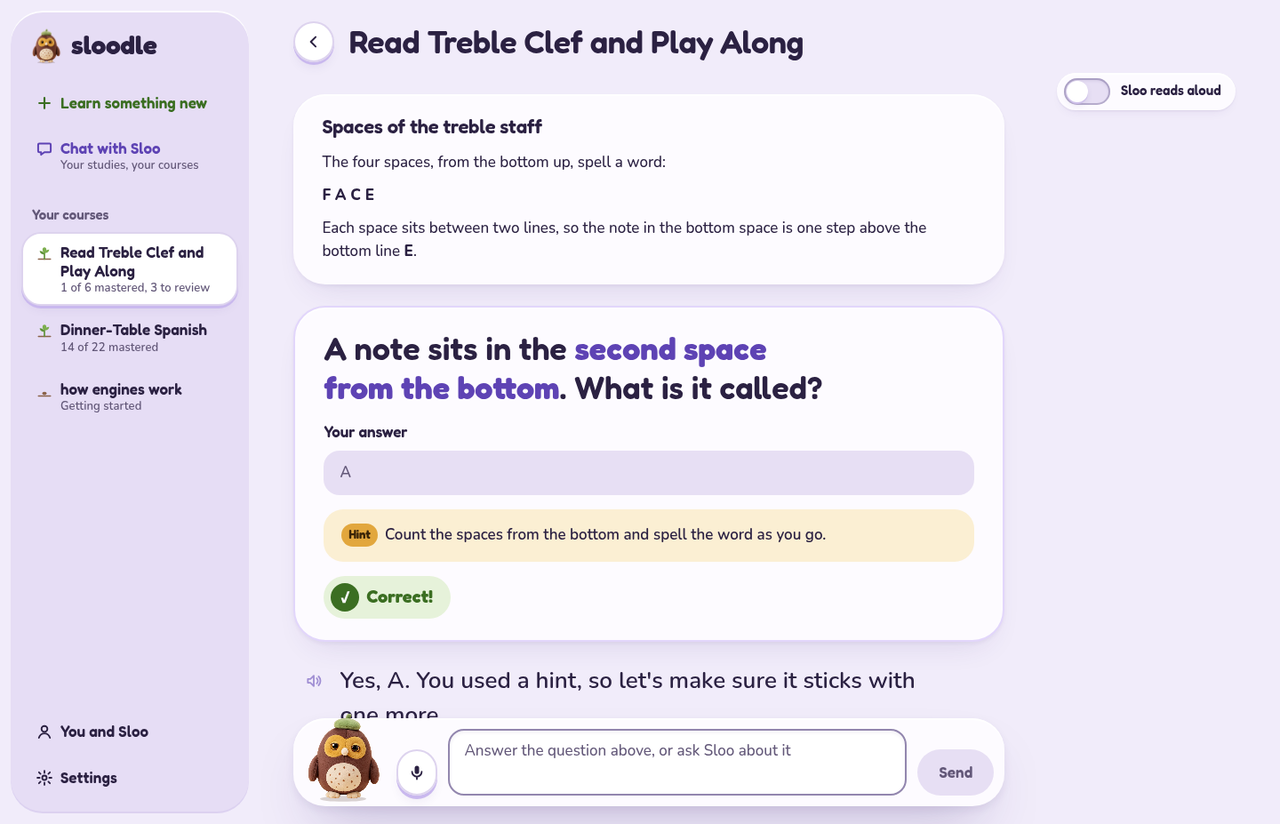 sloodle
Learn something new
Chat with Sloo
Your studies, your courses
Your courses
Read Treble Clef and
Play Along
1 of 6 mastered, 3 to review
Dinner-Table Spanish
14 of 22 mastered
how engines work
Getting started
You and Sloo
Settings
Read Treble Clef and Play Along
Sloo reads aloud
Spaces of the treble staff
The four spaces, from the bottom up, spell a word:
F A C E
Each space sits between two lines, so the note in the bottom space is one step above the
bottom line E.
A note sits in the second space
from the bottom. What is it called?
Your answer
A
Hint Count the spaces from the bottom and spell the word as you go.
Correct!
Yes, A. You used a hint, so let's make sure it sticks with
one more
Answer the question above, or ask Sloo about it
Send